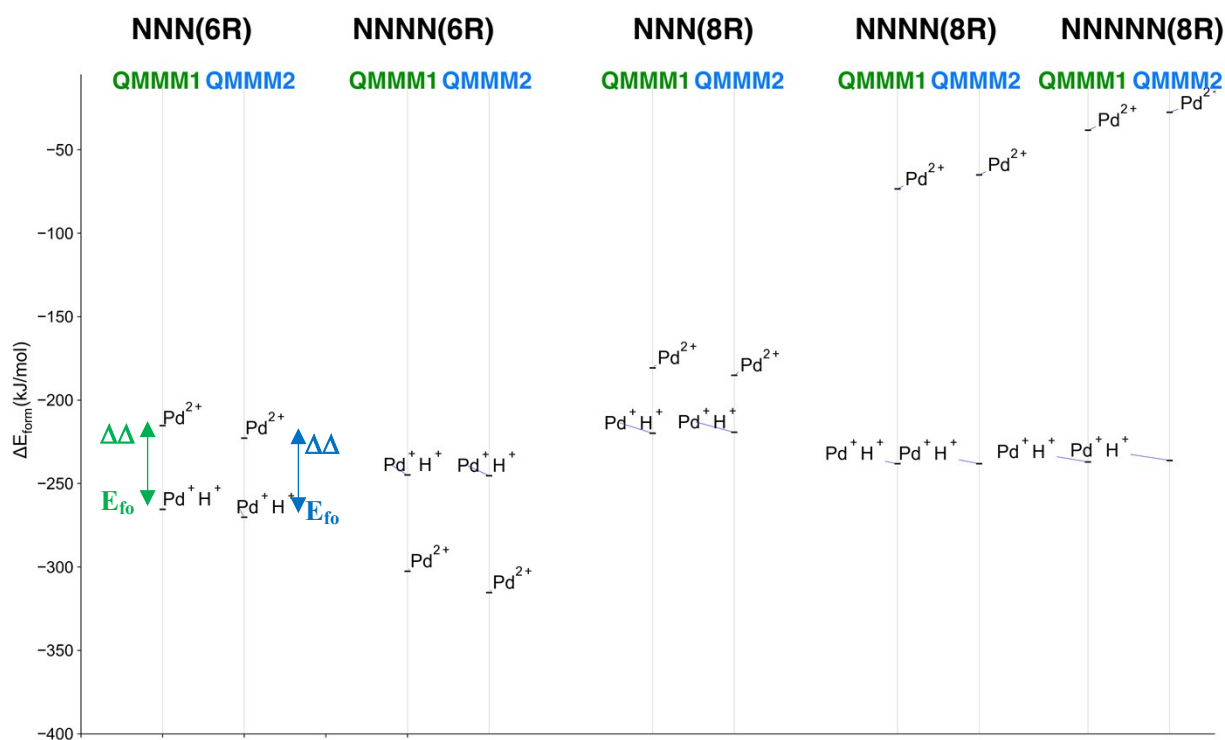 NNN(6R) NNNN(6R) NNN(8R) NNNN(8R) NNNNN(8R)
QMMM1 QMMM2 QMMM1 QMMM2 QMMM1 QMMM2 QMMM1 QMMM2 QMMM1 QMMM2
Pd2+
Pd2+
−50
Pd2+
Pd2+
−100
−150
Pd2+
Pd2+
−200
Pd2+
Pd2+
Pd+H+
Pd+H+
ΔΔ
ΔΔ
ΔEform(kJ/mol)
Pd+H+
Pd+H+
Pd+H+
Pd+H+
Pd+H+
Pd+H+
−250
Pd+H+
Pd+H+
Efo
Efo
−300
Pd2+
Pd2+
−350
−400